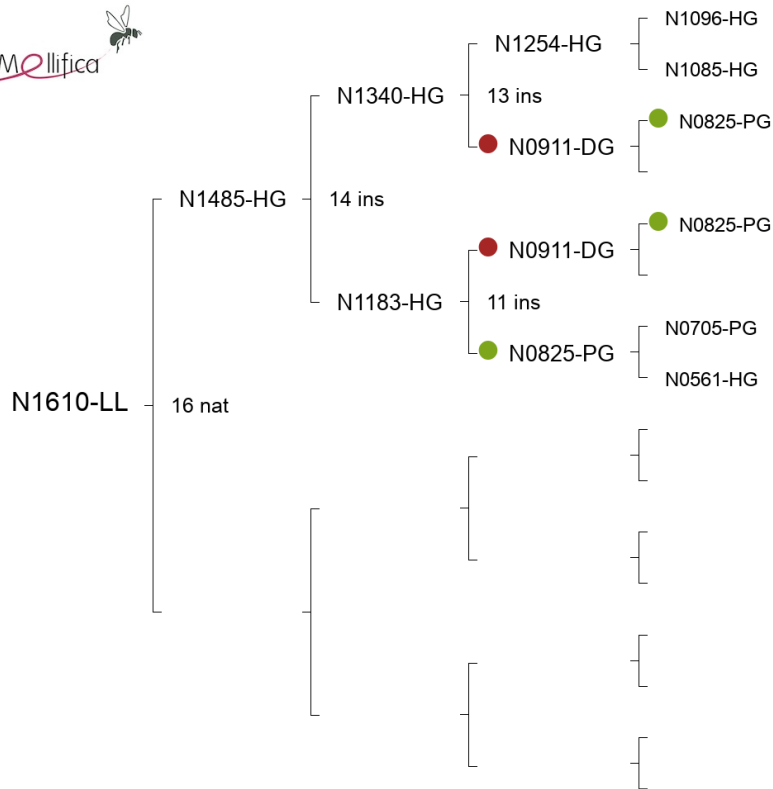 Mellifica
N1096-HG
N1254-HG
N1085-HG
N1340-HG
13 ins
N0825-PG
N0911-DG
N1485-HG
14 ins
N0825-PG
N0911-DG
N1183-HG
11 ins
N0705-PG
N0825-PG
N0561-HG
N1610-LL
16 nat